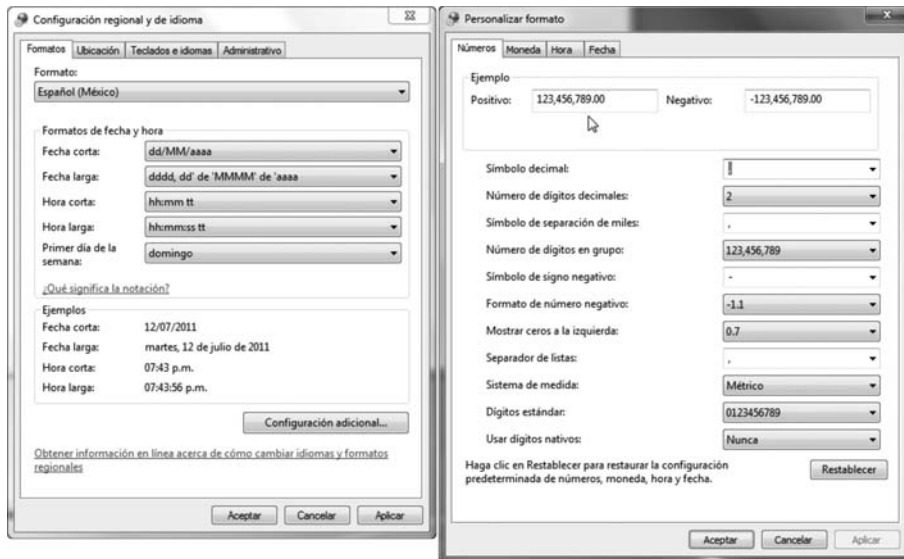 Configuración regional y de idioma
Formatos Ubicación Teclados e idiomas Administrativo
Formato:
Español (México)
Formatos de fecha y hora
Fecha corta: dd/MM/aaaa
Fecha larga: dddd, dd' de 'MMMM' de 'aaaa
Hora corta: hh:mm tt
Hora larga: hh:mm:ss tt
Primer día de la
semana: domingo
¿Qué significa la notación?
Ejemplos
Fecha corta: 12/07/2011
Fecha larga: martes, 12 de julio de 2011
Hora corta: 07:43 p.m.
Hora larga: 07:43:56 p.m.
Configuración adicional...
Obtener información en línea acerca de cómo cambiar idiomas y formatos
regionales
Aceptar Cancelar Aplicar
Personalizar formato
Números Moneda Hora Fecha
Ejemplo
Positivo: 123,456,789.00 Negativo: -123,456,789.00
Símbolo decimal:
Número de dígitos decimales: 2
Símbolo de separación de miles: ,
Número de dígitos en grupo: 123,456,789
Símbolo de signo negativo: -
Formato de número negativo: -1.1
Mostrar ceros a la izquierda: 0.7
Separador de listas: ,
Sistema de medida: Métrico
Dígitos estándar: 0123456789
Usar dígitos nativos: Nunca
Haga clic en Restablecer para restaurar la configuración
predeterminada de números, moneda, hora y fecha.
Restablecer
Aceptar Cancelar Aplicar